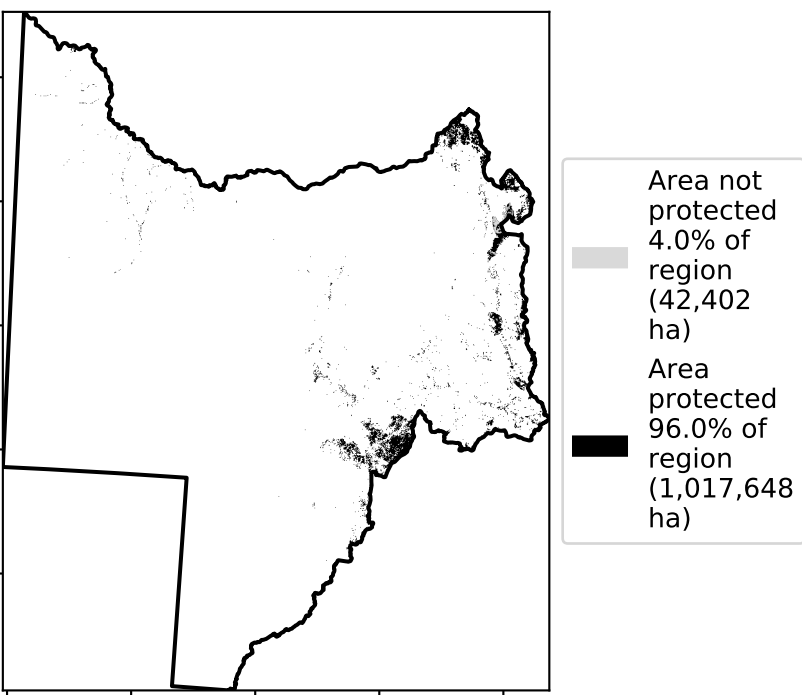 Area not
protected
4.0% of
region
(42,402
ha)
Area
protected
96.0% of
region
(1,017,648
ha)